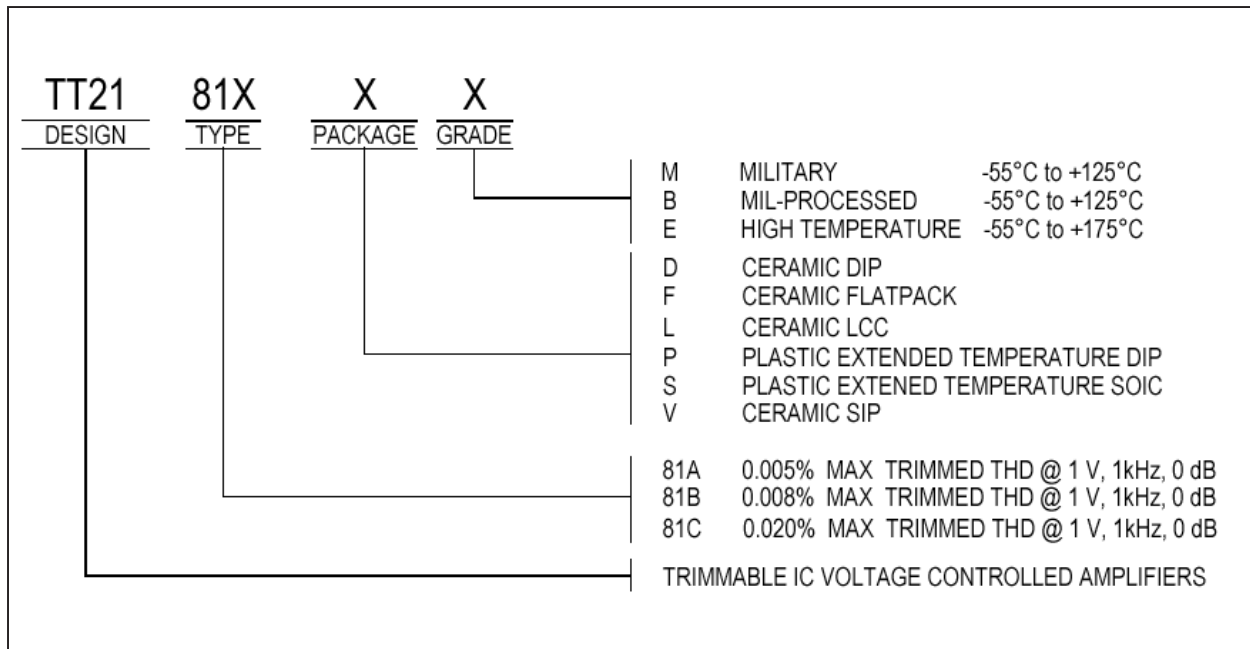 TT21 81X X X
DESIGN TYPE PACKAGE GRADE
M MILITARY -55°C to +125°C
B MIL-PROCESSED -55°C to +125°C
E HIGH TEMPERATURE -55°C to +175°C
D CERAMIC DIP
F CERAMIC FLATPACK
L CERAMIC LCC
P PLASTIC EXTENDED TEMPERATURE DIP
S PLASTIC EXTENED TEMPERATURE SOIC
V CERAMIC SIP
81A 0.005% MAX TRIMMED THD @ 1 V, 1kHz, 0 dB
81B 0.008% MAX TRIMMED THD @ 1 V, 1kHz, 0 dB
81C 0.020% MAX TRIMMED THD @ 1 V, 1kHz, 0 dB
TRIMMABLE IC VOLTAGE CONTROLLED AMPLIFIERS